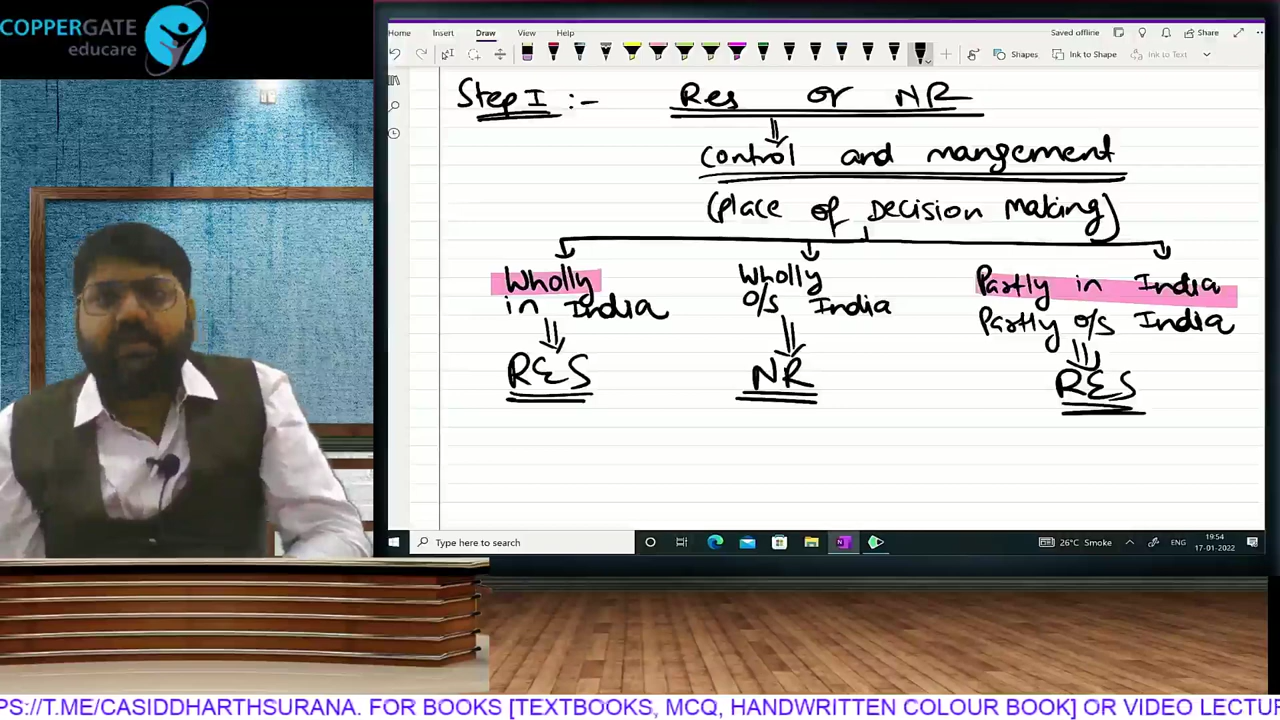 COPPERGATE
educare
Home Insert Draw View Help
Saved offline
Share
Shapes
Ink to Shape
Ink to Text
Step I :- Res or NR
Control and mangement
(Place of Decision Making)
Wholly
in India
RES
Wholly
o/s India
NR
Partly in India
Partly o/s India
RES
Type here to search
26°C Smoke
ENG
19:54
17-01-2022
PS://T.ME/CASIDDHARTHSURANA. FOR BOOKS [TEXTBOOKS, MCQ, HANDWRITTEN COLOUR BOOK] OR VIDEO LECTUR